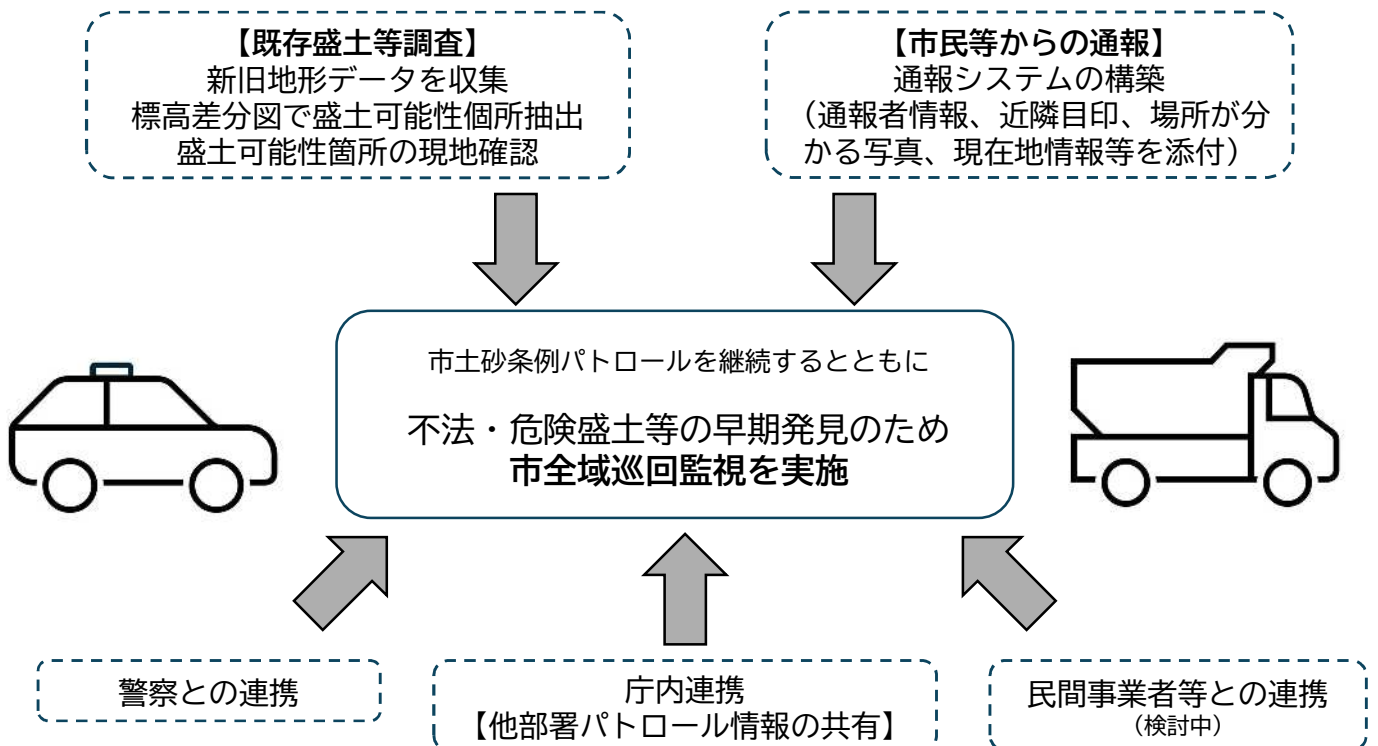 【既存盛土等調査】
新旧地形データを収集
標高差分図で盛土可能性個所抽出
盛土可能性箇所の現地確認
【市民等からの通報】
通報システムの構築
（通報者情報、近隣目印、場所が分
かる写真、現在地情報等を添付）
市土砂条例パトロールを継続するとともに
不法・危険盛土等の早期発見のため
市全域巡回監視を実施
警察との連携
庁内連携
【他部署パトロール情報の共有】
民間事業者等との連携
（検討中）